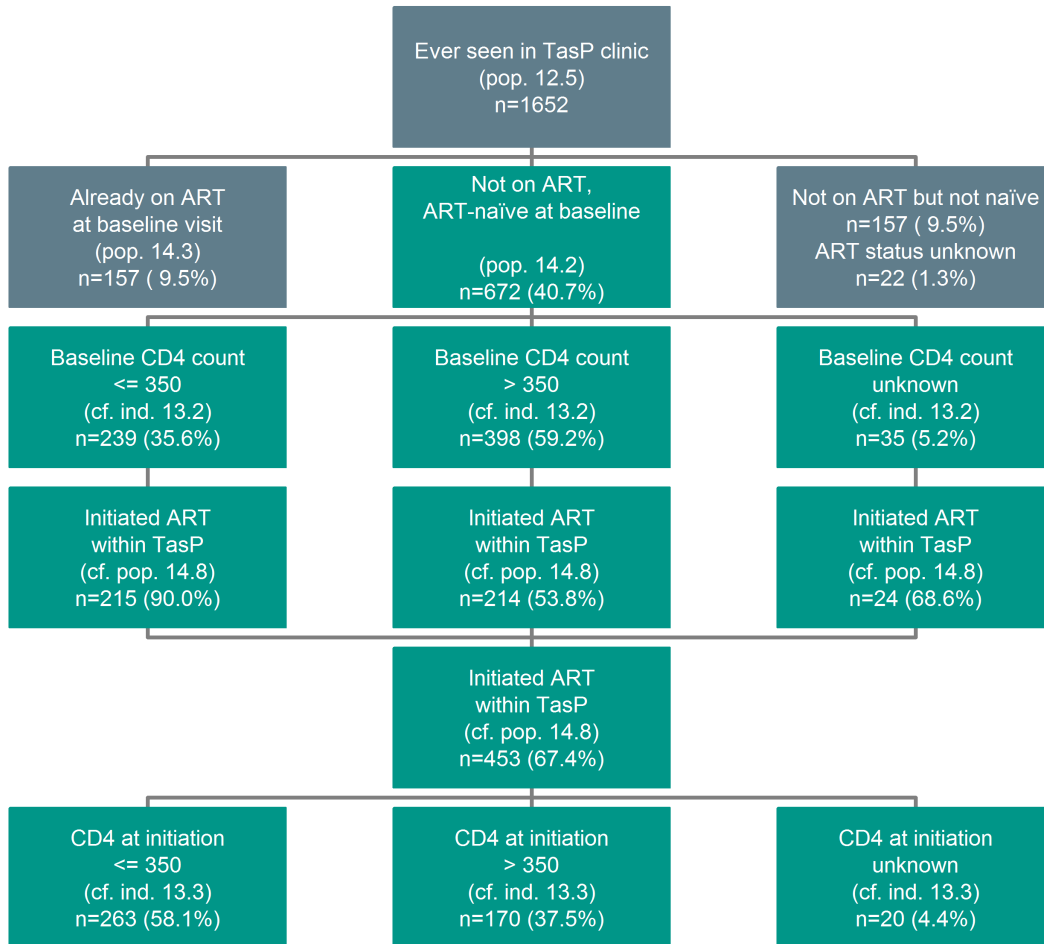 Ever seen in TasP clinic
(pop. 12.5)
n=1652
Already on ART
at baseline visit
(pop. 14.3)
n=157 ( 9.5%)
Not on ART,
ART-naïve at baseline
(pop. 14.2)
n=672 (40.7%)
Not on ART but not naïve
n=157 ( 9.5%)
ART status unknown
n=22 (1.3%)
Baseline CD4 count
<= 350
(cf. ind. 13.2)
n=239 (35.6%)
Baseline CD4 count
> 350
(cf. ind. 13.2)
n=398 (59.2%)
Baseline CD4 count
unknown
(cf. ind. 13.2)
n=35 (5.2%)
Initiated ART
within TasP
(cf. pop. 14.8)
n=215 (90.0%)
Initiated ART
within TasP
(cf. pop. 14.8)
n=214 (53.8%)
Initiated ART
within TasP
(cf. pop. 14.8)
n=24 (68.6%)
Initiated ART
within TasP
(cf. pop. 14.8)
n=453 (67.4%)
CD4 at initiation
<= 350
(cf. ind. 13.3)
n=263 (58.1%)
CD4 at initiation
> 350
(cf. ind. 13.3)
n=170 (37.5%)
CD4 at initiation
unknown
(cf. ind. 13.3)
n=20 (4.4%)